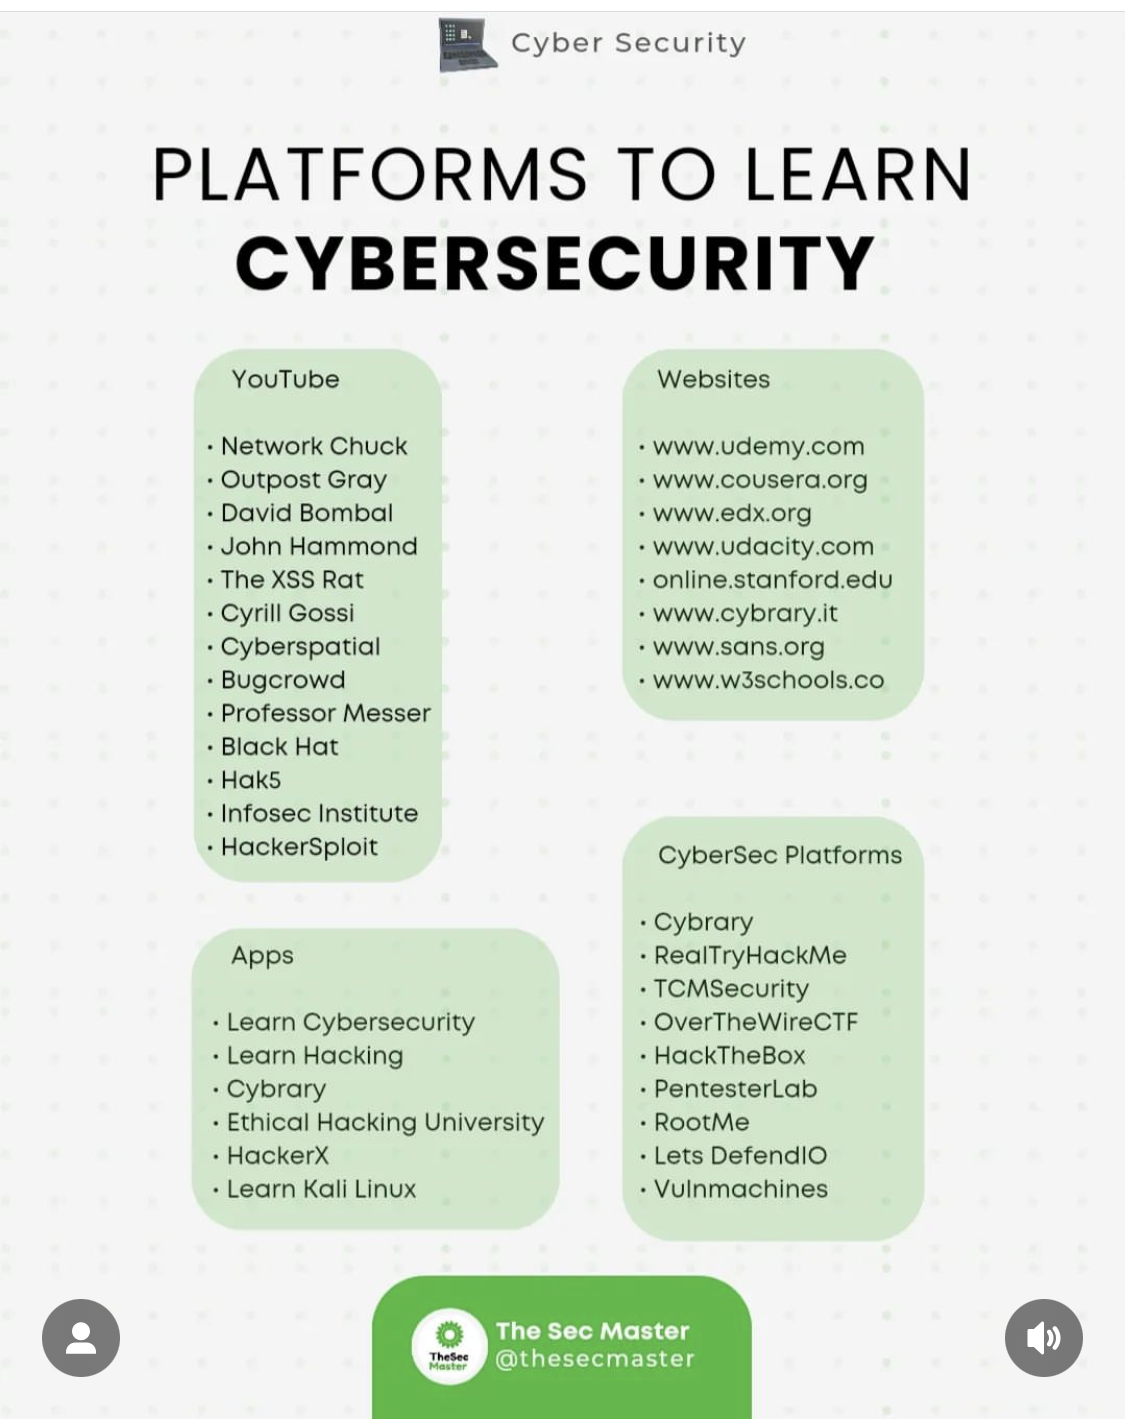 Cyber Security
PLATFORMS TO LEARN
CYBERSECURITY
YouTube
• Network Chuck
• Outpost Gray
• David Bombal
• John Hammond
• The XSS Rat
• Cyrill Gossi
• Cyberspatial
• Bugcrowd
• Professor Messer
• Black Hat
• Hak5
• Infosec Institute
• HackerSploit
Websites
• www.udemy.com
• www.cousera.org
• www.edx.org
• www.udacity.com
• online.stanford.edu
• www.cybrary.it
• www.sans.org
• www.w3schools.co
Apps
• Learn Cybersecurity
• Learn Hacking
• Cybrary
• Ethical Hacking University
• HackerX
• Learn Kali Linux
CyberSec Platforms
• Cybrary
• RealTryHackMe
• TCMSecurity
• OverTheWireCTF
• HackTheBox
• PentesterLab
• RootMe
• Lets DefendIO
• Vulnmachines
TheSec
Master
The Sec Master
@thesecmaster